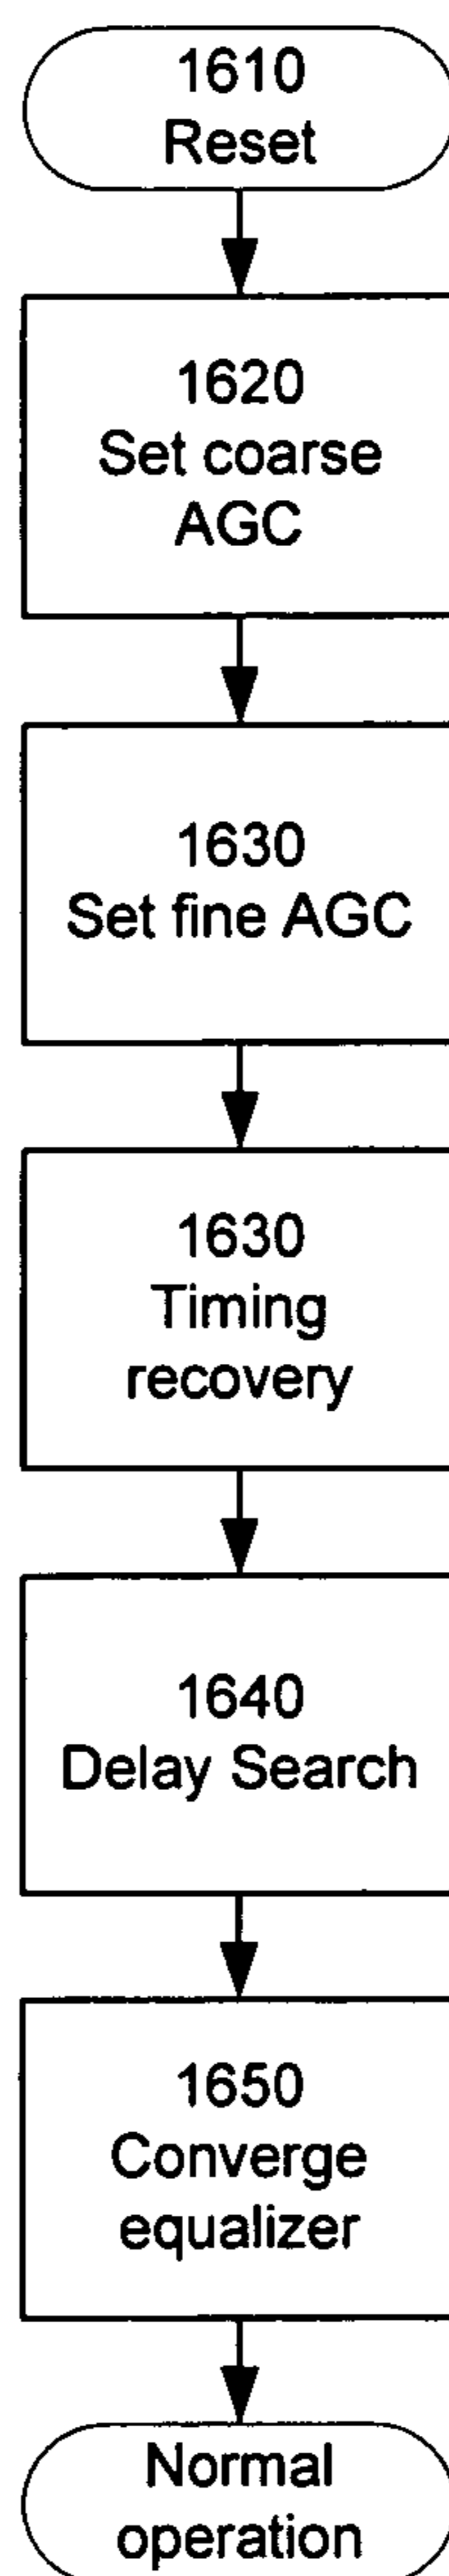 1610
Reset
1620
Set coarse
AGC
1630
Set fine AGC
1630
Timing
recovery
1640
Delay Search
1650
Converge
equalizer
Normal
operation